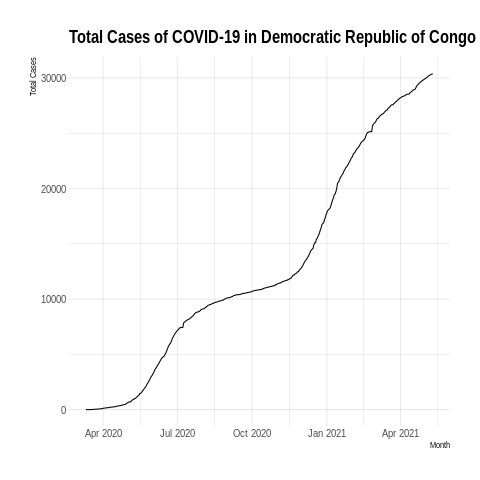 Total Cases of COVID-19 in Democratic Republic of Congo
Total Cases
30000
20000
10000
0
Apr 2020 Jul 2020 Oct 2020 Jan 2021 Apr 2021
Month